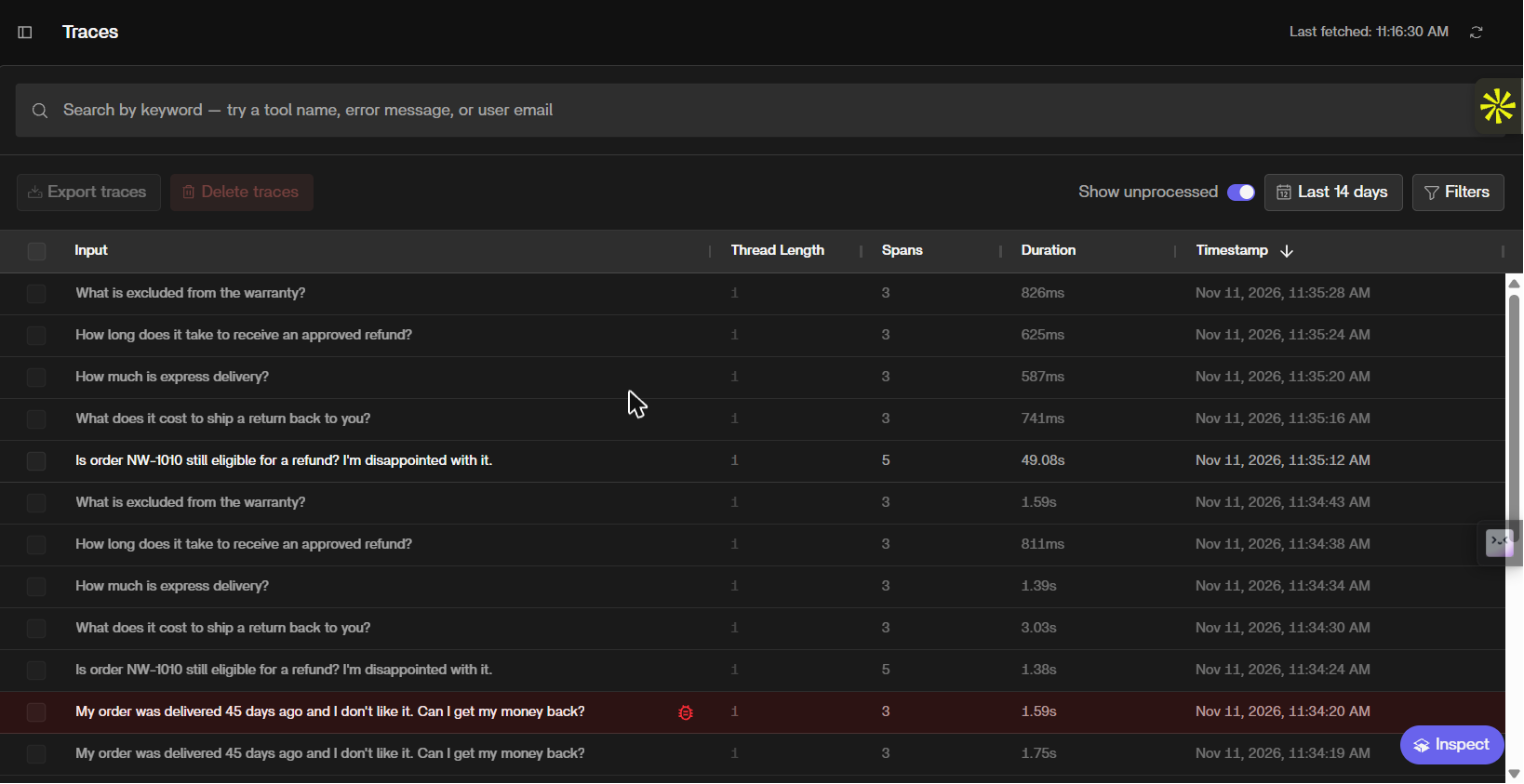 Traces
Last fetched: 11:16:30 AM
Search by keyword — try a tool name, error message, or user email
Export traces Delete traces Show unprocessed 12 Last 14 days Filters
Input Thread Length Spans Duration Timestamp
What is excluded from the warranty? 1 3 826ms Nov 11, 2026, 11:35:28 AM
How long does it take to receive an approved refund? 1 3 625ms Nov 11, 2026, 11:35:24 AM
How much is express delivery? 1 3 587ms Nov 11, 2026, 11:35:20 AM
What does it cost to ship a return back to you? 1 3 741ms Nov 11, 2026, 11:35:16 AM
Is order NW-1010 still eligible for a refund? I'm disappointed with it. 1 5 49.08s Nov 11, 2026, 11:35:12 AM
What is excluded from the warranty? 1 3 1.59s Nov 11, 2026, 11:34:43 AM
How long does it take to receive an approved refund? 1 3 811ms Nov 11, 2026, 11:34:38 AM
How much is express delivery? 1 3 1.39s Nov 11, 2026, 11:34:34 AM
What does it cost to ship a return back to you? 1 3 3.03s Nov 11, 2026, 11:34:30 AM
Is order NW-1010 still eligible for a refund? I'm disappointed with it. 1 5 1.38s Nov 11, 2026, 11:34:24 AM
My order was delivered 45 days ago and I don't like it. Can I get my money back? 1 3 1.59s Nov 11, 2026, 11:34:20 AM
My order was delivered 45 days ago and I don't like it. Can I get my money back? 1 3 1.75s Nov 11, 2026, 11:34:19 AM
Inspect